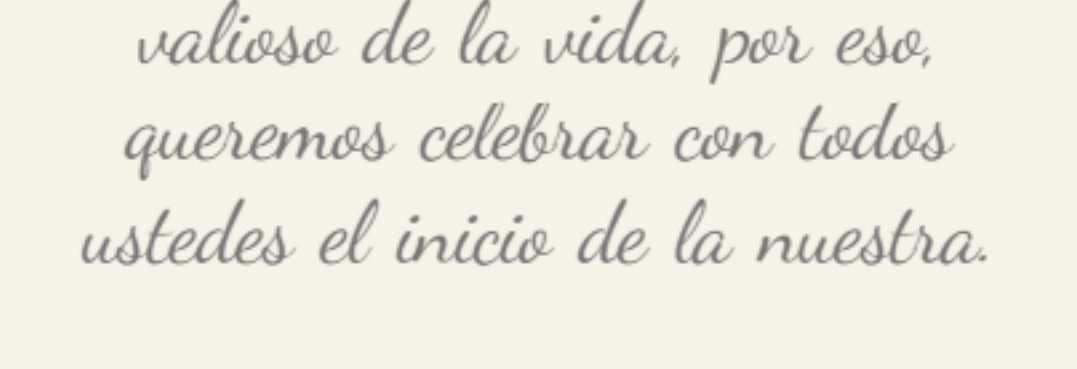 valioso de la vida, por eso,
queremos celebrar con todos
ustedes el inicio de la nuestra.